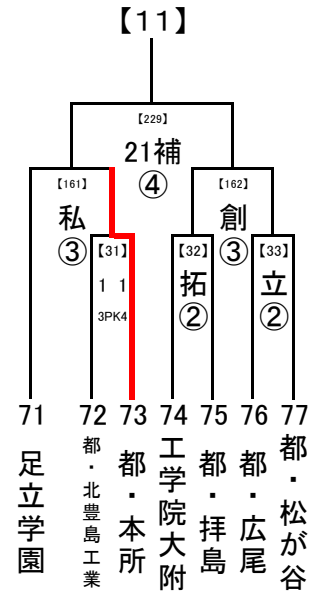 【11】
【229】
21補
④
【161】
私
③
【162】
創
③
【31】
1 1
3PK4
【32】
拓
②
【33】
立
②
71 72 73 74 75 76 77
足立学園
都・北豊島工業
都・本所
工学院大附
都・拝島
都・広尾
都・松が谷